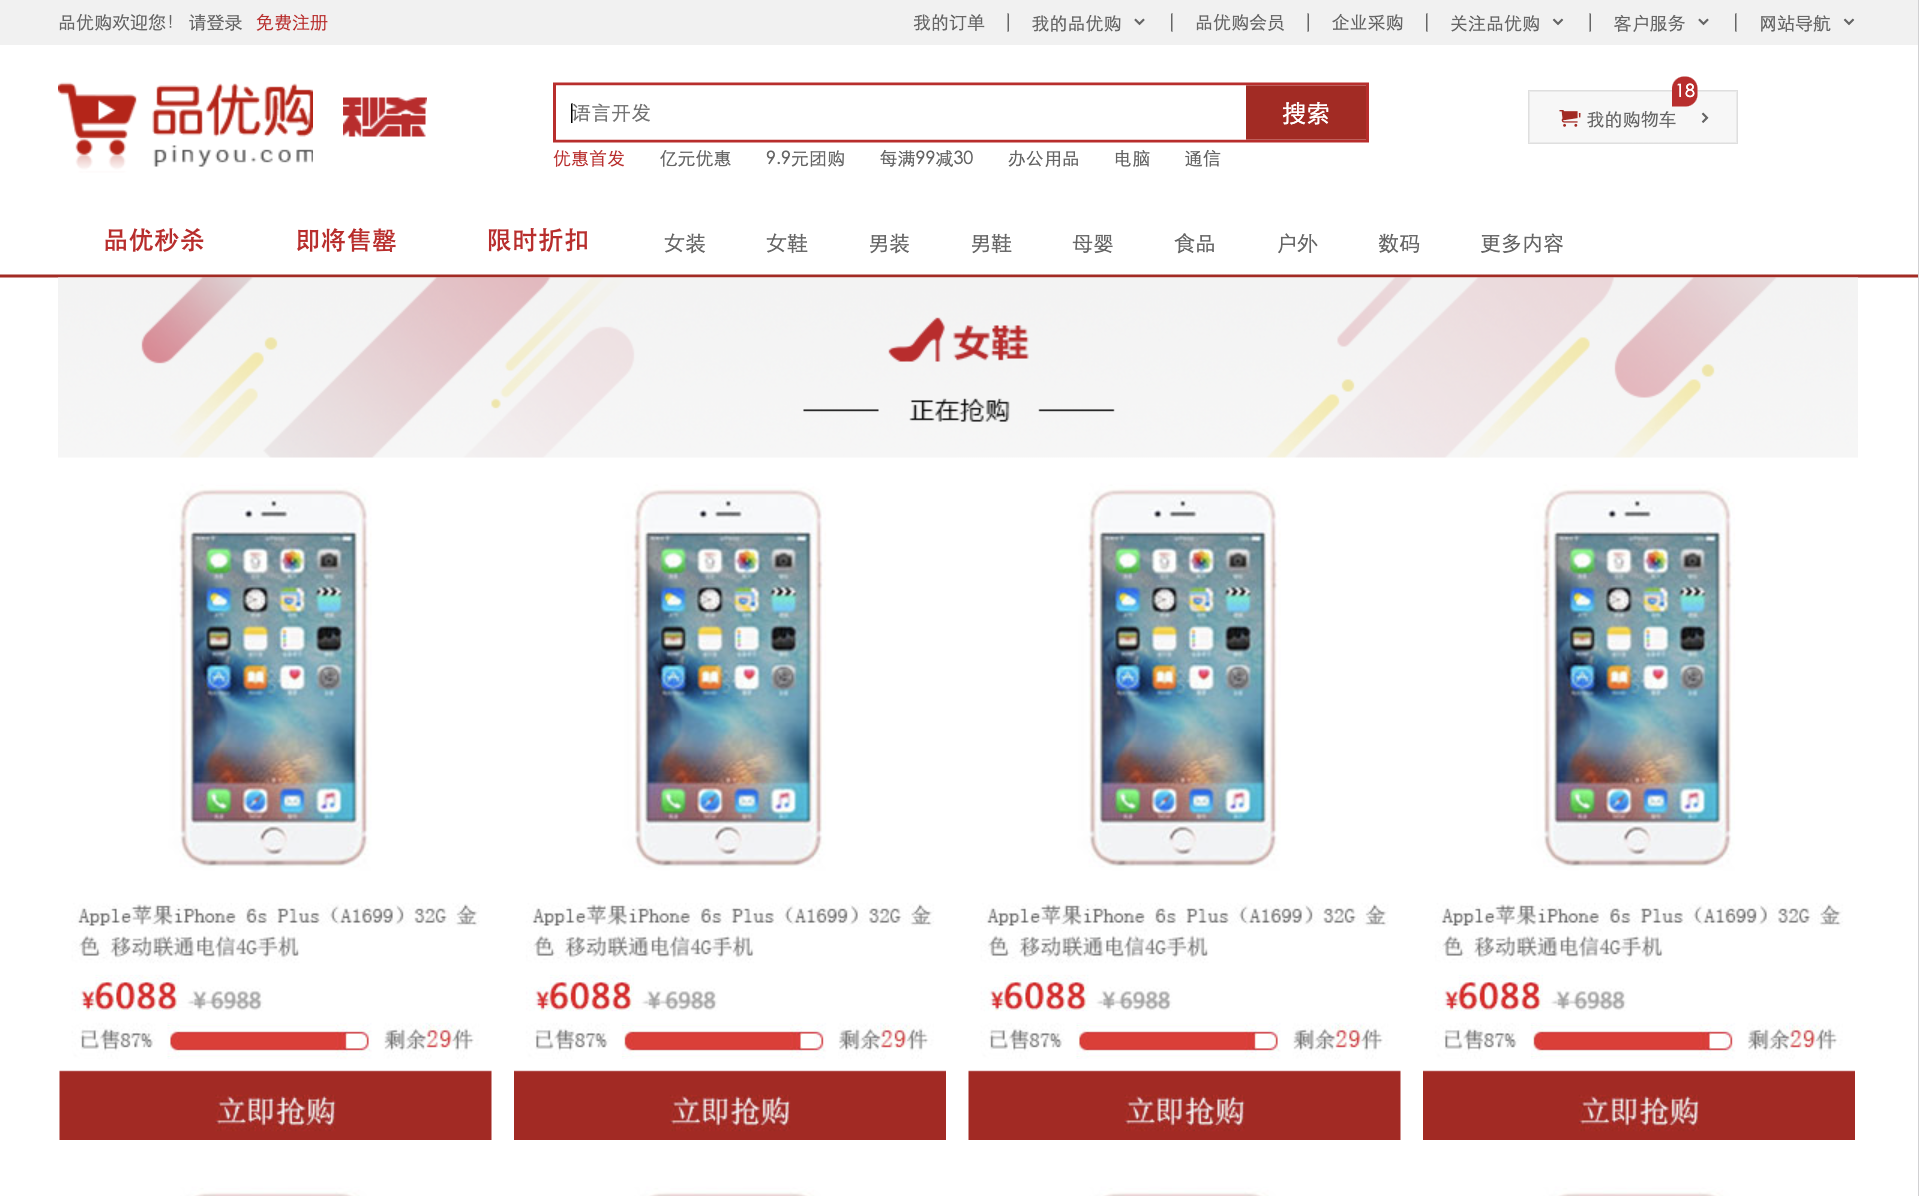 品优购欢迎您! 请登录 免费注册 我的订单 | 我的品优购 | 品优购会员 | 企业采购 | 关注品优购 | 客户服务 | 网站导航
品优购
pinyou.com
秒杀
语言开发 搜索
18
我的购物车
优惠首发 亿元优惠 9.9元团购 每满99减30 办公用品 电脑 通信
品优秒杀 即将售罄 限时折扣 女装 女鞋 男装 男鞋 母婴 食品 户外 数码 更多内容
女鞋
正在抢购
Apple苹果iPhone 6s Plus（A1699）32G 金
色 移动联通电信4G手机
¥6088 ¥6988
已售87% 剩余29件
立即抢购
Apple苹果iPhone 6s Plus（A1699）32G 金
色 移动联通电信4G手机
¥6088 ¥6988
已售87% 剩余29件
立即抢购
Apple苹果iPhone 6s Plus（A1699）32G 金
色 移动联通电信4G手机
¥6088 ¥6988
已售87% 剩余29件
立即抢购
Apple苹果iPhone 6s Plus（A1699）32G 金
色 移动联通电信4G手机
¥6088 ¥6988
已售87% 剩余29件
立即抢购